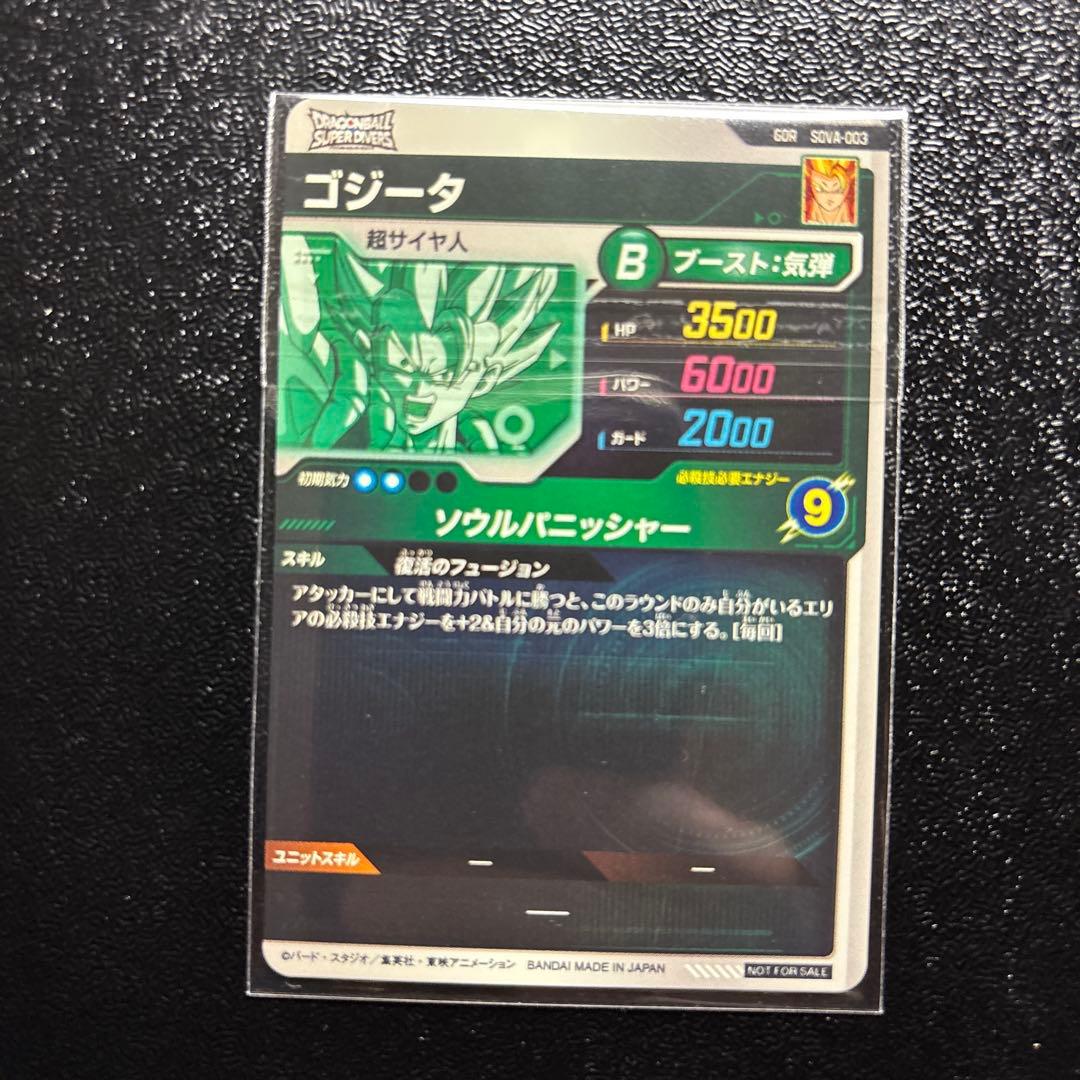 DRAGONBALL
SUPER DIVERS
GDR SDVA-003
ゴジータ
超サイヤ人
B ブースト:気弾
HP 3500
パワー 6000
ガード 2000
初期気力
必殺技必要エナジー
9
ソウルパニッシャー
スキル
ふっかつ
復活のフュージョン
アタッカーにして戦闘力バトルに勝つと、このラウンドのみ自分がいるエリ
アの必殺技エナジーを+2&自分の元のパワーを3倍にする。[毎回]
ユニットスキル
—
—
—
©バード・スタジオ/集英社・東映アニメーション BANDAI MADE IN JAPAN
NOT FOR SALE